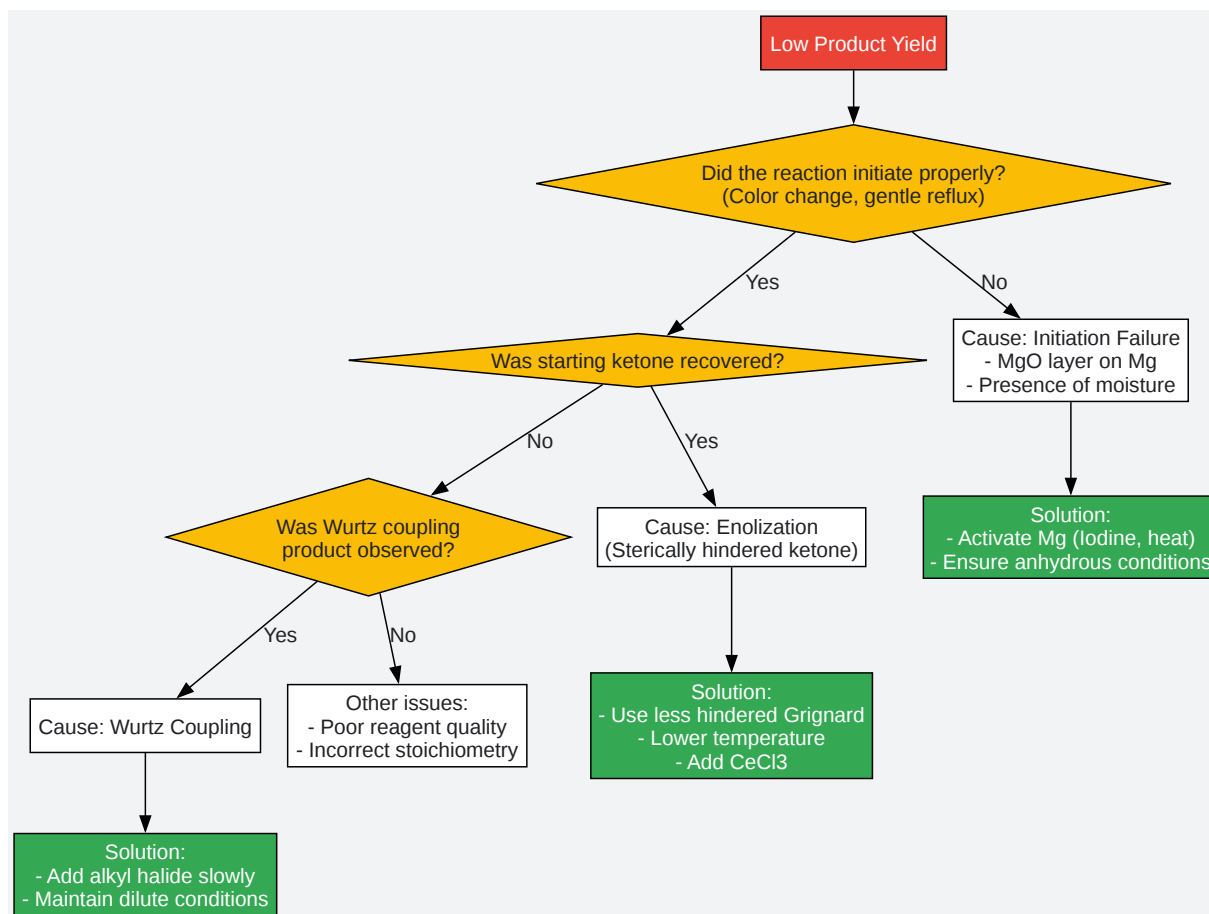 Low Product Yield
Did the reaction initiate properly?
(Color change, gentle reflux)
Yes
No
Was starting ketone recovered?
Cause: Initiation Failure
- MgO layer on Mg
- Presence of moisture
No
Yes
Was Wurtz coupling
product observed?
Cause: Enolization
(Sterically hindered ketone)
Solution:
- Activate Mg (Iodine, heat)
- Ensure anhydrous conditions
Yes
No
Cause: Wurtz Coupling
Other issues:
- Poor reagent quality
- Incorrect stoichiometry
Solution:
- Use less hindered Grignard
- Lower temperature
- Add CeCl3
Solution:
- Add alkyl halide slowly
- Maintain dilute conditions